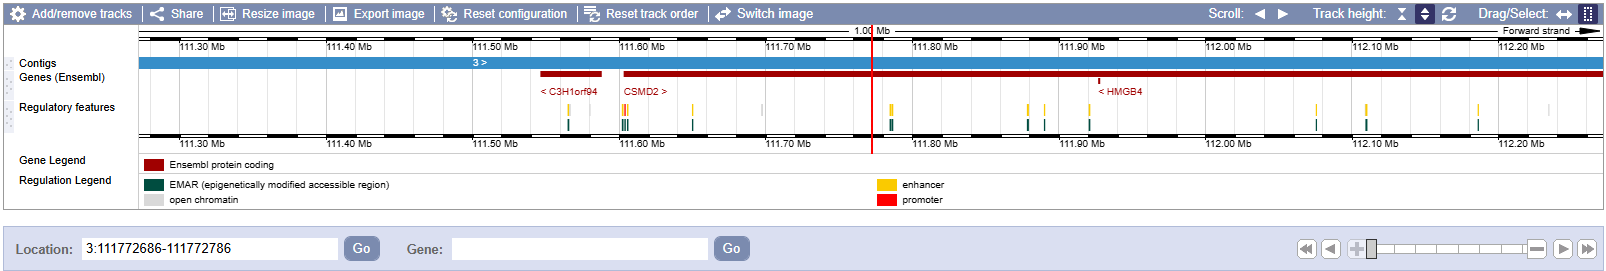 Add/remove tracks Share Resize image Export image Reset configuration Reset track order Switch image Scroll: Track height: Drag/Select:
1.00 Mb Forward strand
111.30 Mb 111.40 Mb 111.50 Mb 111.60 Mb 111.70 Mb 111.80 Mb 111.90 Mb 112.00 Mb 112.10 Mb 112.20 Mb
Contigs 3 >
Genes (Ensembl)
< C3H1orf94 CSMD2 > < HMGB4
Regulatory features
111.30 Mb 111.40 Mb 111.50 Mb 111.60 Mb 111.70 Mb 111.80 Mb 111.90 Mb 112.00 Mb 112.10 Mb 112.20 Mb
Gene Legend Ensembl protein coding
Regulation Legend EMAR (epigenetically modified accessible region) enhancer
open chromatin promoter
Location: 3:111772686-111772786 Go Gene: Go